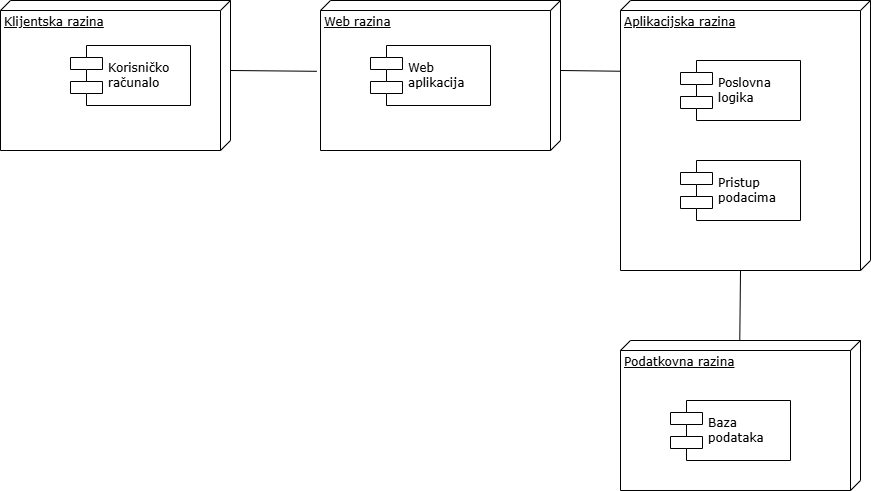 Klijentska razina
Korisničko
računalo
Web razina
Web
aplikacija
Aplikacijska razina
Poslovna
logika
Pristup
podacima
Podatkovna razina
Baza
podataka